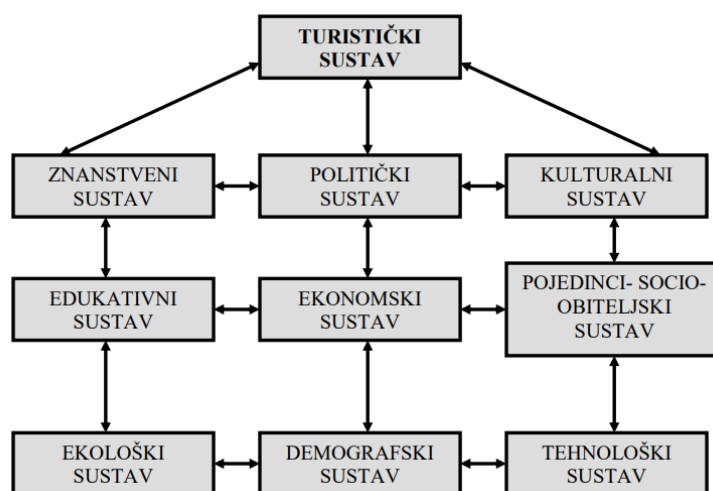 TURISTIČKI
SUSTAV
ZNANSTVENI
SUSTAV
POLITIČKI
SUSTAV
KULTURALNI
SUSTAV
EDUKATIVNI
SUSTAV
EKONOMSKI
SUSTAV
POJEDINCI- SOCIO-
OBITELJSKI
SUSTAV
EKOLOŠKI
SUSTAV
DEMOGRAFSKI
SUSTAV
TEHNOLOŠKI
SUSTAV